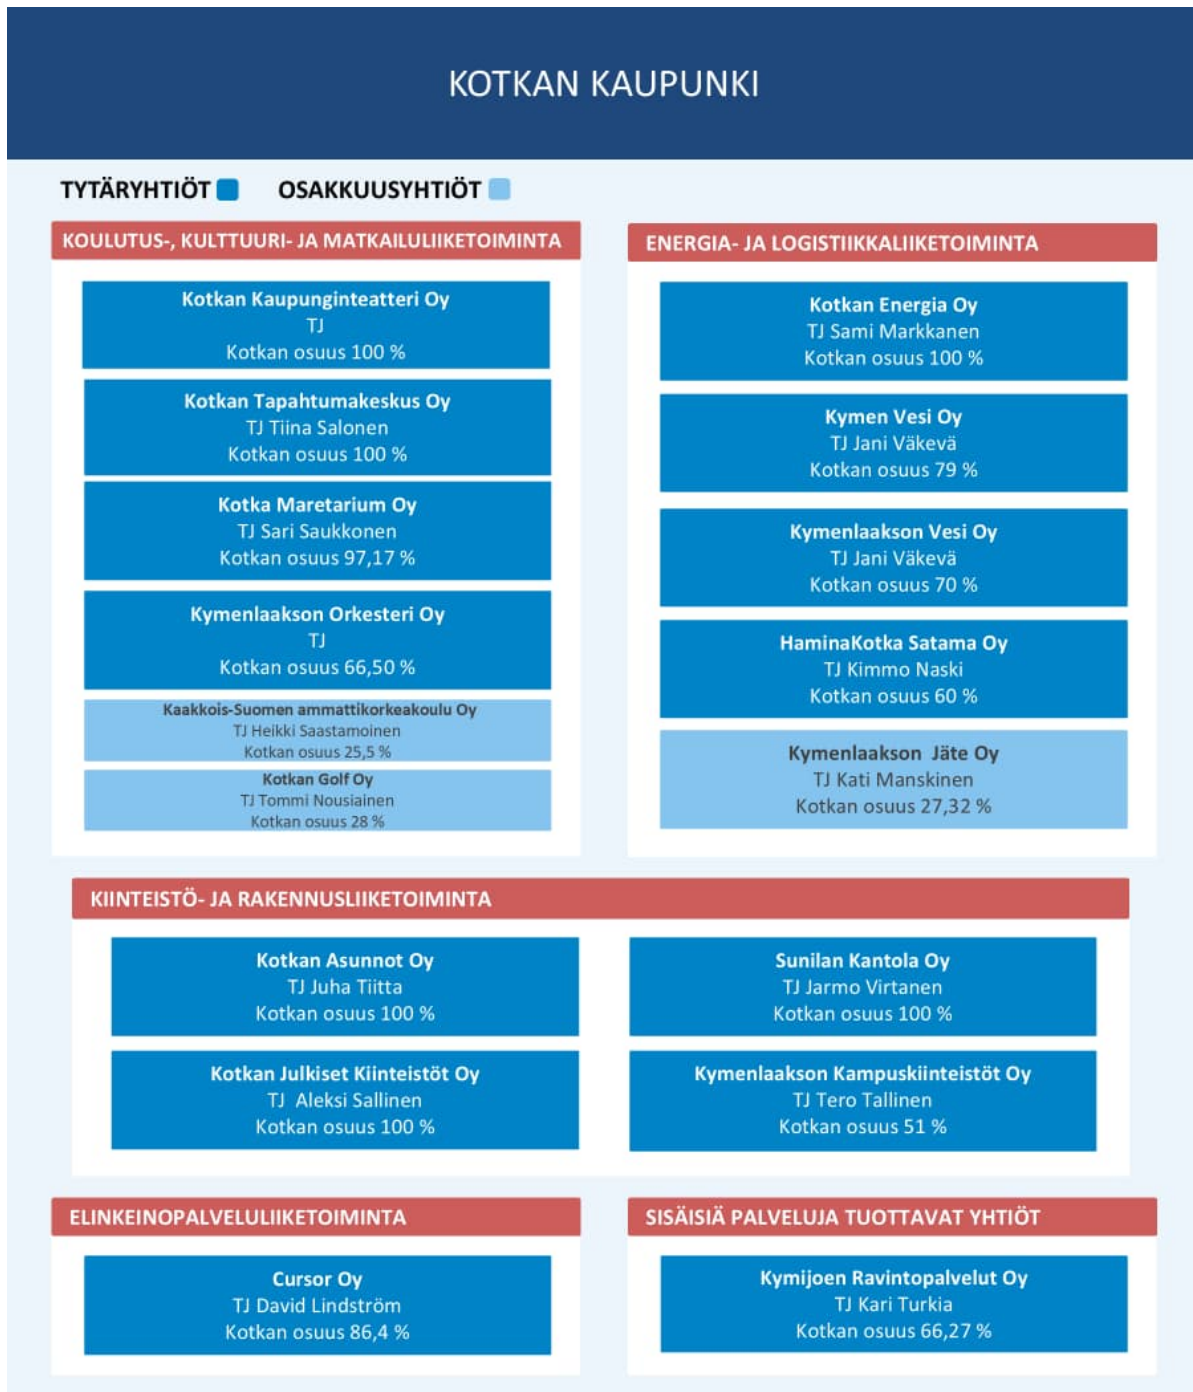 KOTKAN KAUPUNKI
TYTÄRYHTIÖT
OSAKKUUSYHTIÖT
KOULUTUS-, KULTTUURI- JA MATKAILULIIKETOIMINTA
Kotkan Kaupunginteatteri Oy
TJ
Kotkan osuus 100 %
Kotkan Tapahtumakeskus Oy
TJ Tiina Salonen
Kotkan osuus 100 %
Kotka Maretarium Oy
TJ Sari Saukkonen
Kotkan osuus 97,17 %
Kymenlaakson Orkesteri Oy
TJ
Kotkan osuus 66,50 %
Kaakkois-Suomen ammattikorkeakoulu Oy
TJ Heikki Saastamoinen
Kotkan osuus 25,5 %
Kotkan Golf Oy
TJ Tommi Nousiainen
Kotkan osuus 28 %
ENERGIA- JA LOGISTIIKKALIIKETOIMINTA
Kotkan Energia Oy
TJ Sami Markkanen
Kotkan osuus 100 %
Kymen Vesi Oy
TJ Jani Väkevä
Kotkan osuus 79 %
Kymenlaakson Vesi Oy
TJ Jani Väkevä
Kotkan osuus 70 %
HaminaKotka Satama Oy
TJ Kimmo Naski
Kotkan osuus 60 %
Kymenlaakson Jäte Oy
TJ Kati Manskinen
Kotkan osuus 27,32 %
KIINTEISTÖ- JA RAKENNUSLIIKETOIMINTA
Kotkan Asunnot Oy
TJ Juha Tiitta
Kotkan osuus 100 %
Sunilan Kantola Oy
TJ Jarmo Virtanen
Kotkan osuus 100 %
Kotkan Julkiset Kiinteistöt Oy
TJ Aleksi Sallinen
Kotkan osuus 100 %
Kymenlaakson Kampuskiinteistöt Oy
TJ Tero Tallinen
Kotkan osuus 51 %
ELINKEINOPALVELULIIKETOIMINTA
Cursor Oy
TJ David Lindström
Kotkan osuus 86,4 %
SISÄISIÄ PALVELUJA TUOTTAVAT YHTIÖT
Kymijoen Ravintopalvelut Oy
TJ Kari Turkia
Kotkan osuus 66,27 %